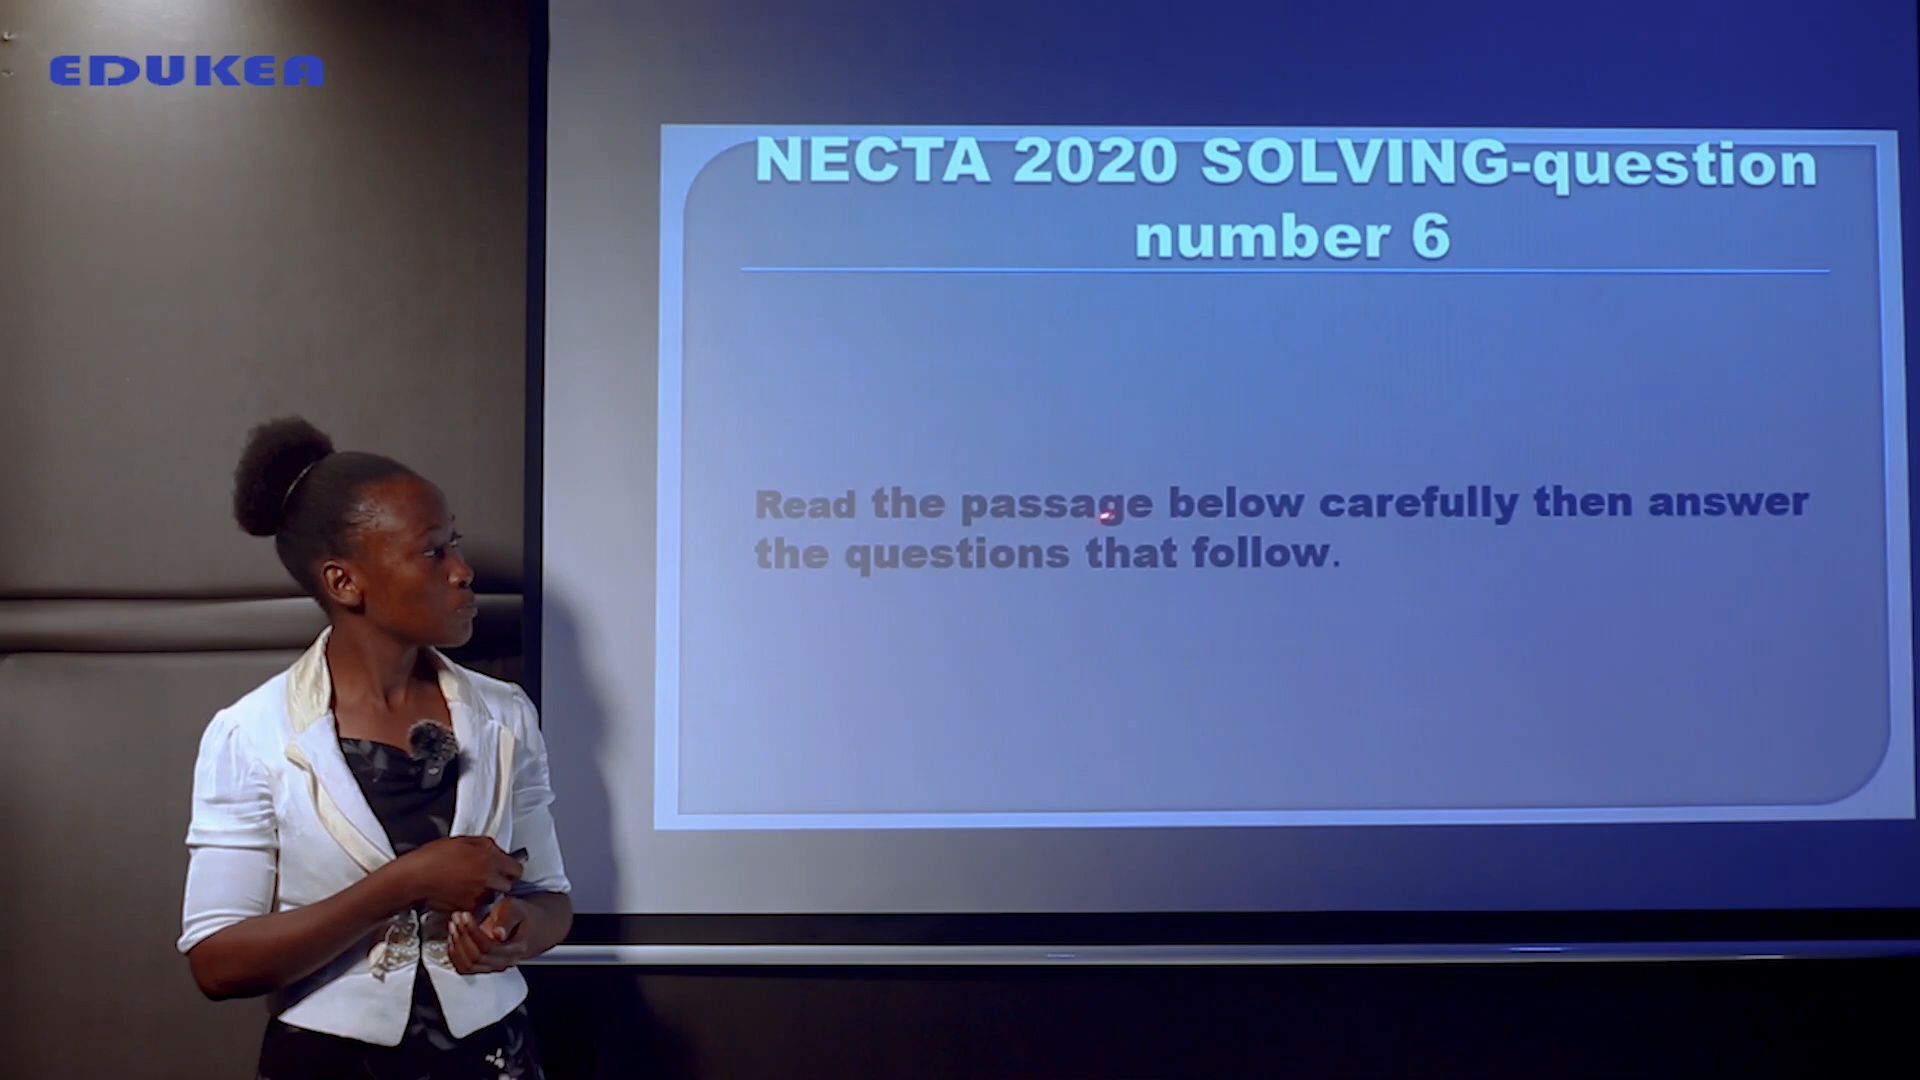 EDUKEA
NECTA 2020 SOLVING-question
number 6
Read the passage below carefully then answer
the questions that follow.